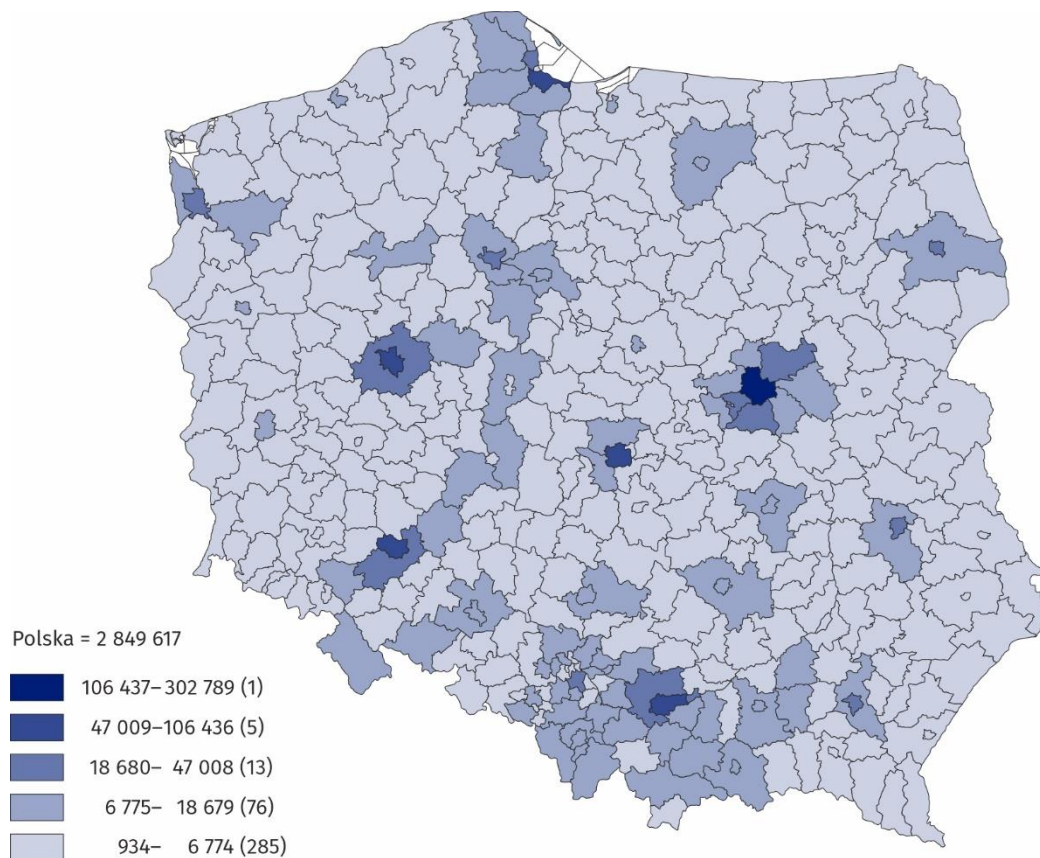 Polska = 2 849 617
106 437– 302 789 (1)
47 009–106 436 (5)
18 680– 47 008 (13)
6 775– 18 679 (76)
934– 6 774 (285)